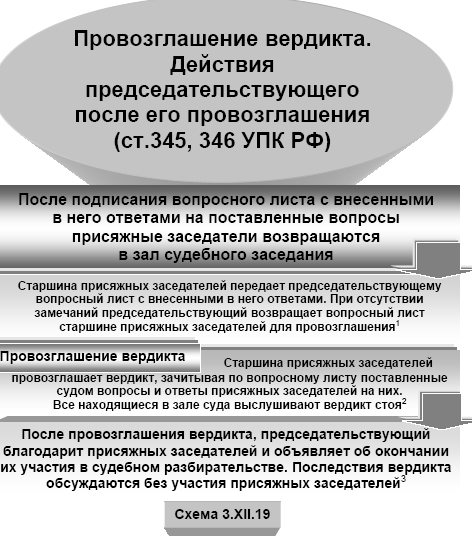 Провозглашение вердикта.
Действия
председательствующего
после его провозглашения
(ст.345, 346 УПК РФ)
После подписания вопросного листа с внесенными
в него ответами на поставленные вопросы
присяжные заседатели возвращаются
в зал судебного заседания
Старшина присяжных заседателей передает председательствующему
вопросный лист с внесенными в него ответами. При отсутствии
замечаний председательствующий возвращает вопросный лист
старшине присяжных заседателей для провозглашения¹
Провозглашение вердикта
Старшина присяжных заседателей
провозглашает вердикт, зачитывая по вопросному листу поставленные
судом вопросы и ответы присяжных заседателей на них.
Все находящиеся в зале суда выслушивают вердикт стоя²
После провозглашения вердикта, председательствующий
благодарит присяжных заседателей и объявляет об окончании
их участия в судебном разбирательстве. Последствия вердикта
обсуждаются без участия присяжных заседателей³
Схема 3.XII.19